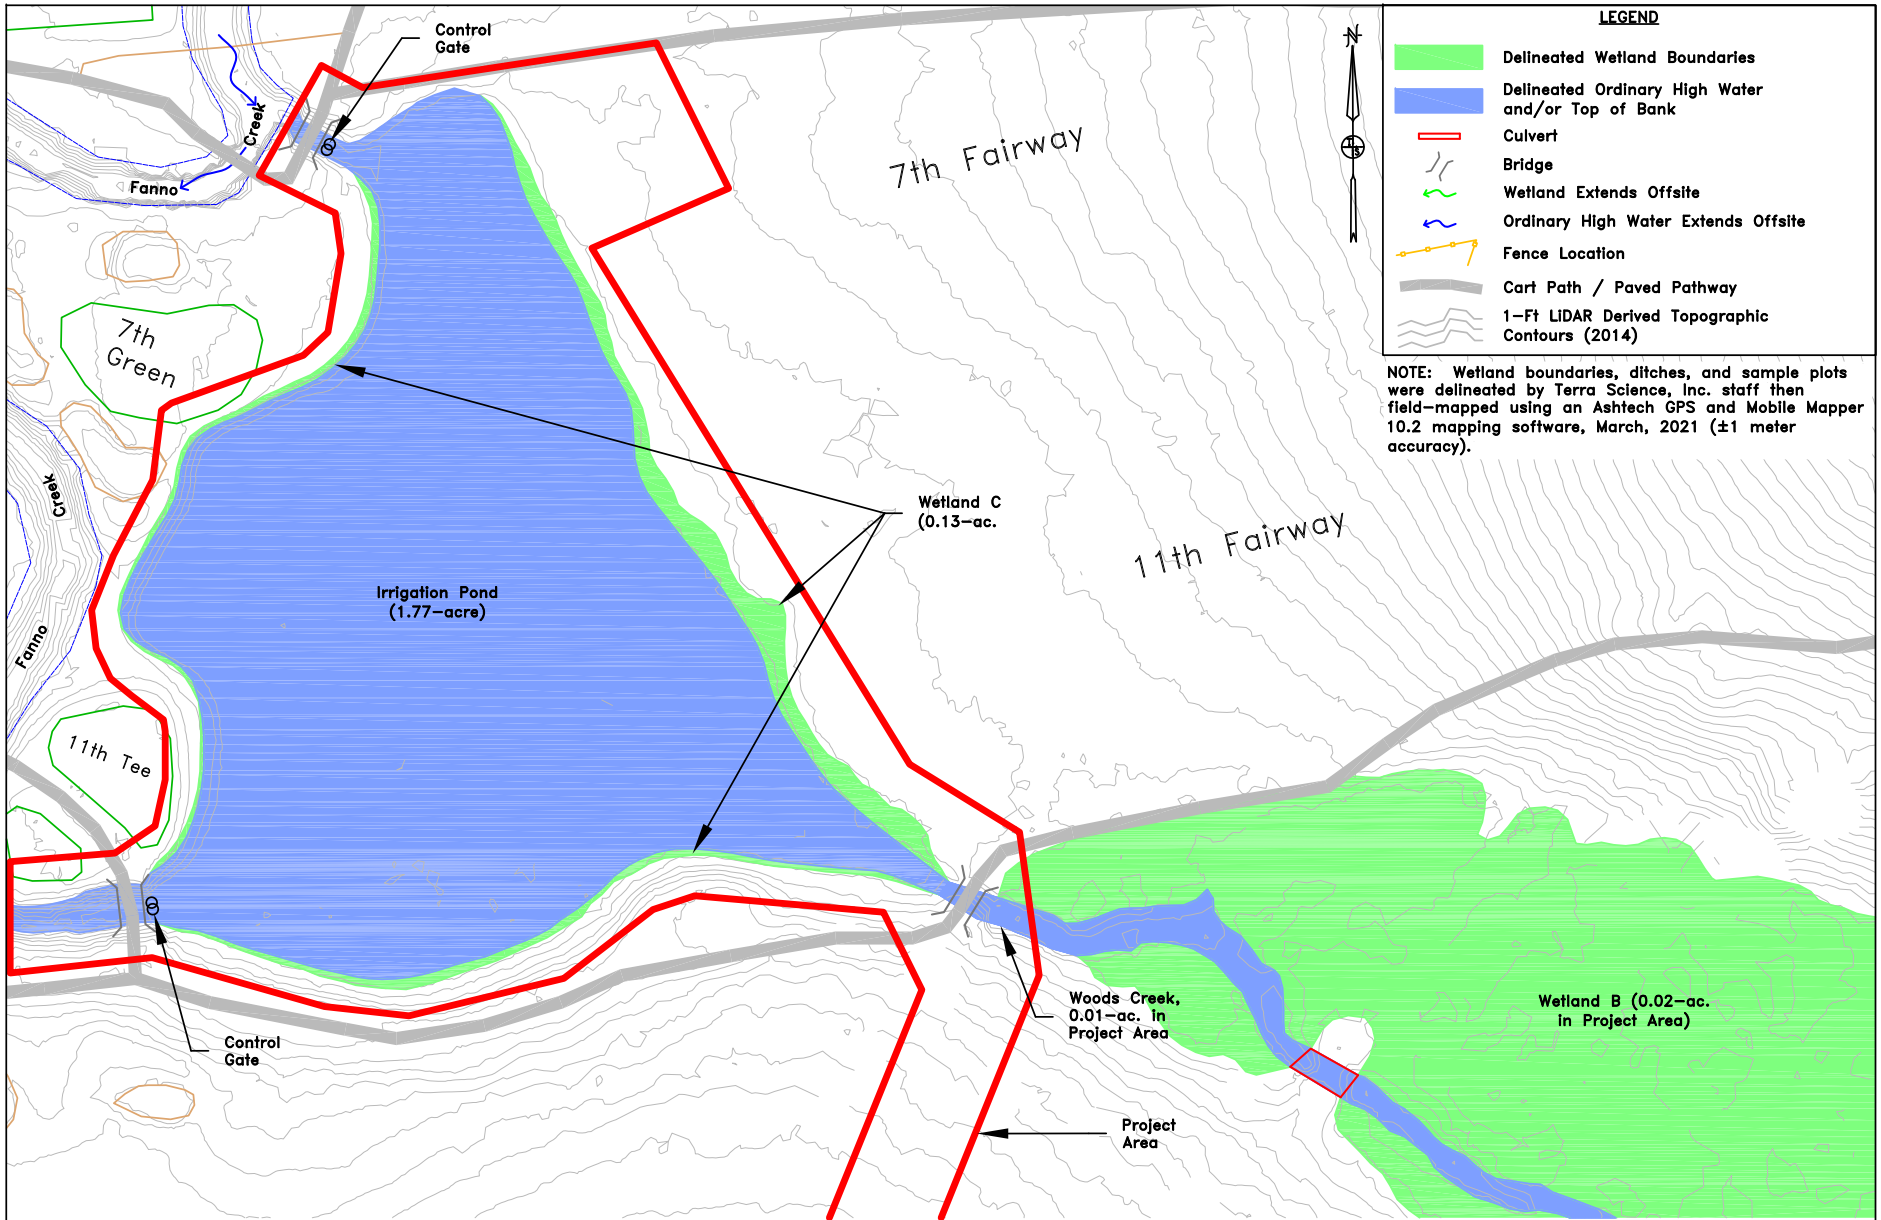 Control
Gate
N
LEGEND
Delineated Wetland Boundaries
Delineated Ordinary High Water
and/or Top of Bank
Culvert
Bridge
Wetland Extends Offsite
Ordinary High Water Extends Offsite
Fence Location
Cart Path / Paved Pathway
1-Ft LiDAR Derived Topographic
Contours (2014)
NOTE: Wetland boundaries, ditches, and sample plots
were delineated by Terra Science, Inc. staff then
field-mapped using an Ashtech GPS and Mobile Mapper
10.2 mapping software, March, 2021 (±1 meter
accuracy).
Creek
Fanno
7th Fairway
7th
Green
Creek
Fanno
Wetland C
(0.13-ac.
11th Fairway
Irrigation Pond
(1.77-acre)
11th Tee
Woods Creek,
0.01-ac. in
Project Area
Wetland B (0.02-ac.
in Project Area)
Control
Gate
Project
Area